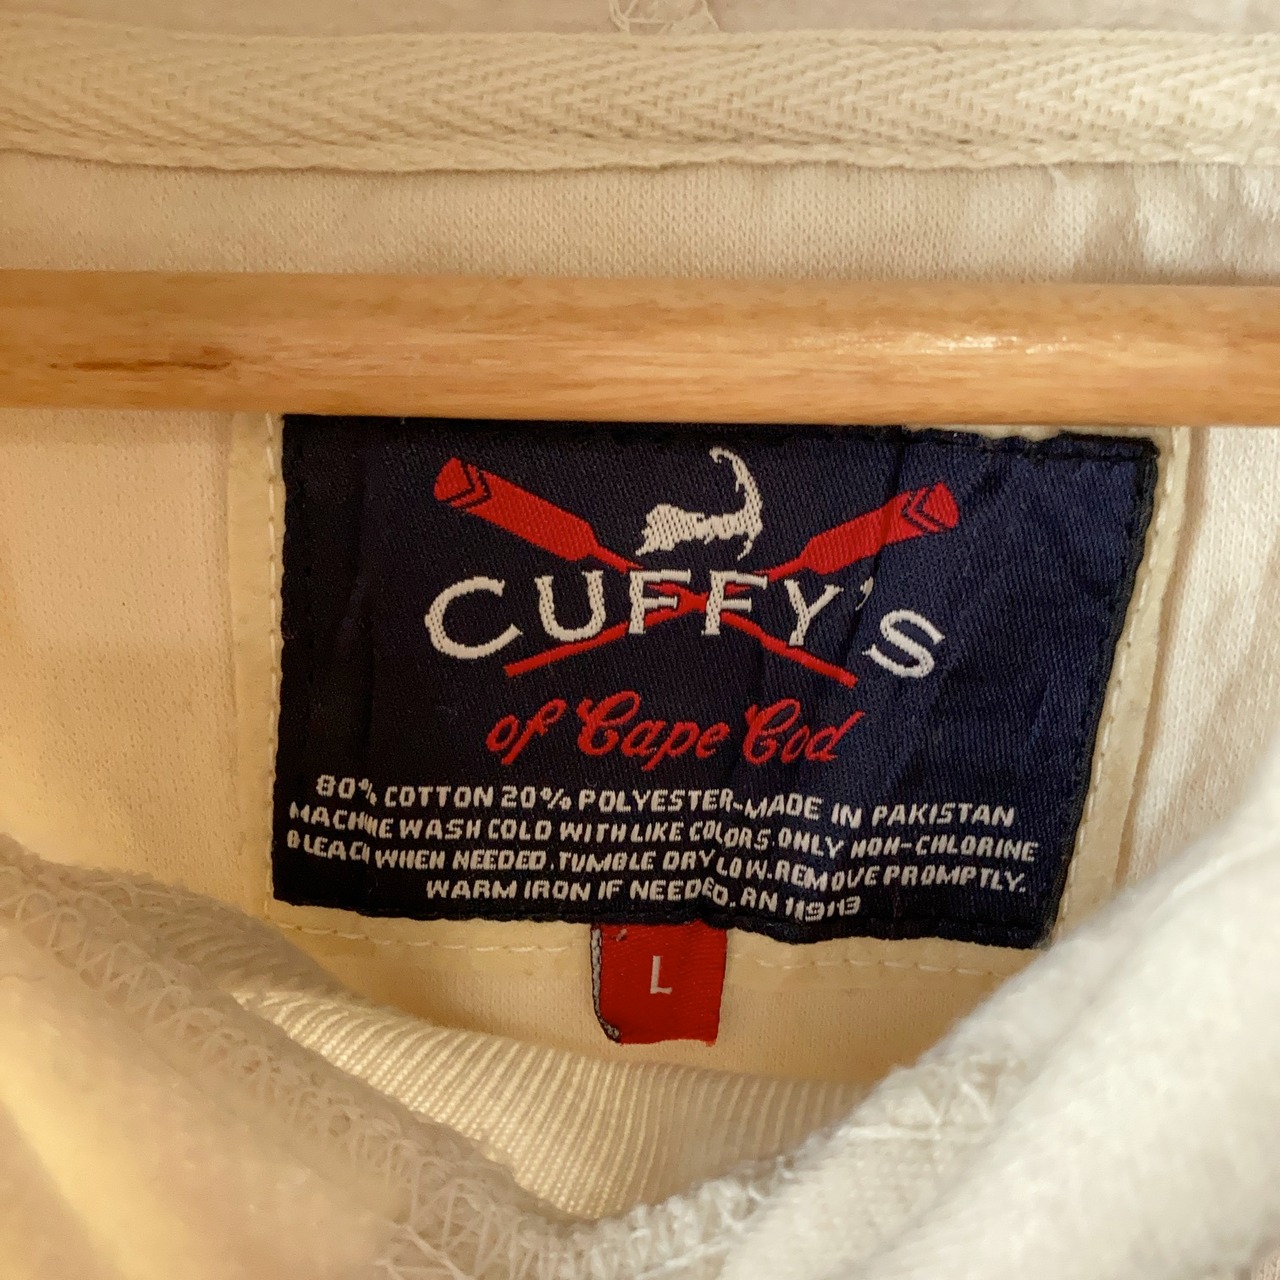 CUFFY'S
of Cape Cod
80% COTTON 20% POLYESTER-MADE IN PAKISTAN
MACHINE WASH COLD WITH LIKE COLORS. ONLY NON-CHLORINE
BLEACH WHEN NEEDED. TUMBLE DRY LOW. REMOVE PROMPTLY.
WARM IRON IF NEEDED. RN 119113
L